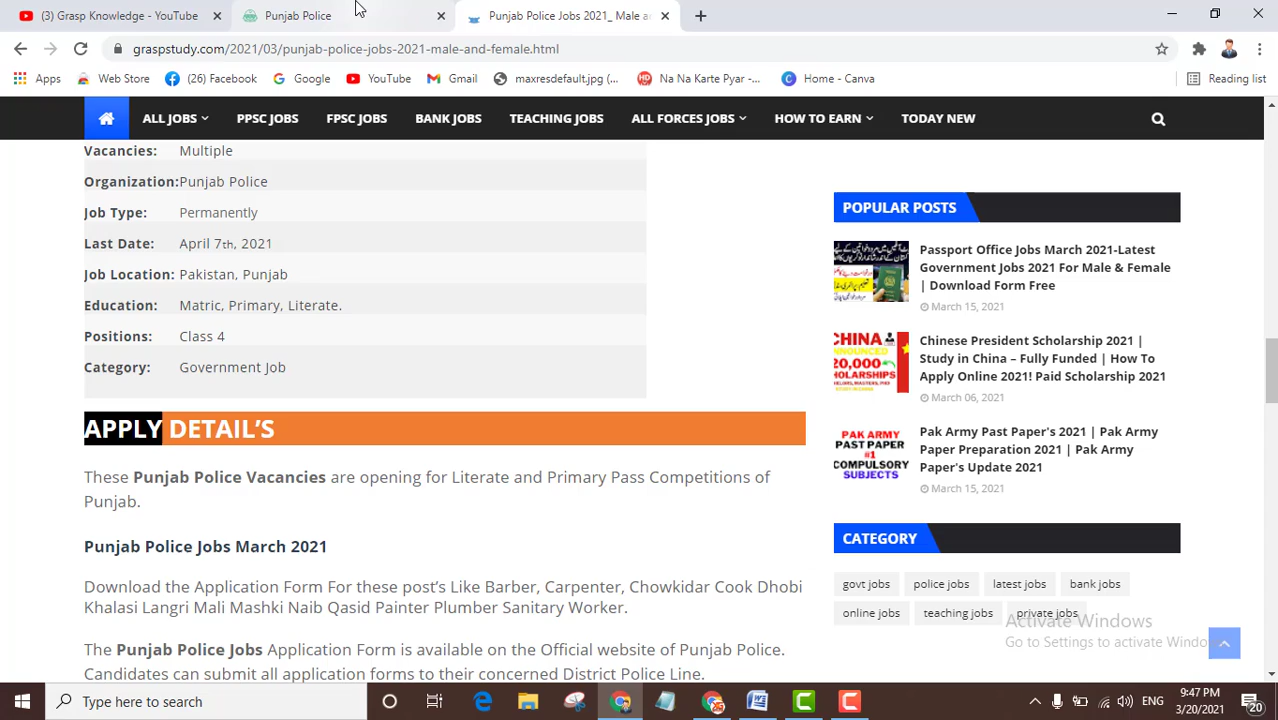 (3) Grasp Knowledge - YouTube
Punjab Police
Punjab Police Jobs 2021_ Male a
graspstudy.com/2021/03/punjab-police-jobs-2021-male-and-female.html
Apps
Web Store
(26) Facebook
Google
YouTube
Gmail
maxresdefault.jpg (...
Na Na Karte Pyar -...
Home - Canva
Reading list
ALL JOBS
PPSC JOBS
FPSC JOBS
BANK JOBS
TEACHING JOBS
ALL FORCES JOBS
HOW TO EARN
TODAY NEW
Vacancies: Multiple
Organization:Punjab Police
Job Type: Permanently
Last Date: April 7th, 2021
Job Location: Pakistan, Punjab
Education: Matric, Primary, Literate.
Positions: Class 4
Category: Government Job
APPLY DETAIL'S
These Punjab Police Vacancies are opening for Literate and Primary Pass Competitions of
Punjab.
Punjab Police Jobs March 2021
Download the Application Form For these post's Like Barber, Carpenter, Chowkidar Cook Dhobi
Khalasi Langri Mali Mashki Naib Qasid Painter Plumber Sanitary Worker.
The Punjab Police Jobs Application Form is available on the Official website of Punjab Police.
Candidates can submit all application forms to their concerned District Police Line.
POPULAR POSTS
Passport Office Jobs March 2021-Latest
Government Jobs 2021 For Male & Female
| Download Form Free
March 15, 2021
CHINA
ANNOUNCED
20,000
SCHOLARSHIPS
Chinese President Scholarship 2021 |
Study in China – Fully Funded | How To
Apply Online 2021! Paid Scholarship 2021
March 06, 2021
PAK ARMY
PAST PAPER
#1
COMPULSORY
SUBJECTS
Pak Army Past Paper's 2021 | Pak Army
Paper Preparation 2021 | Pak Army
Paper's Update 2021
March 15, 2021
CATEGORY
govt jobs
police jobs
latest jobs
bank jobs
online jobs
teaching jobs
private jobs
Activate Windows
Go to Settings to activate Windo
Type here to search
ENG
9:47 PM
3/20/2021
20